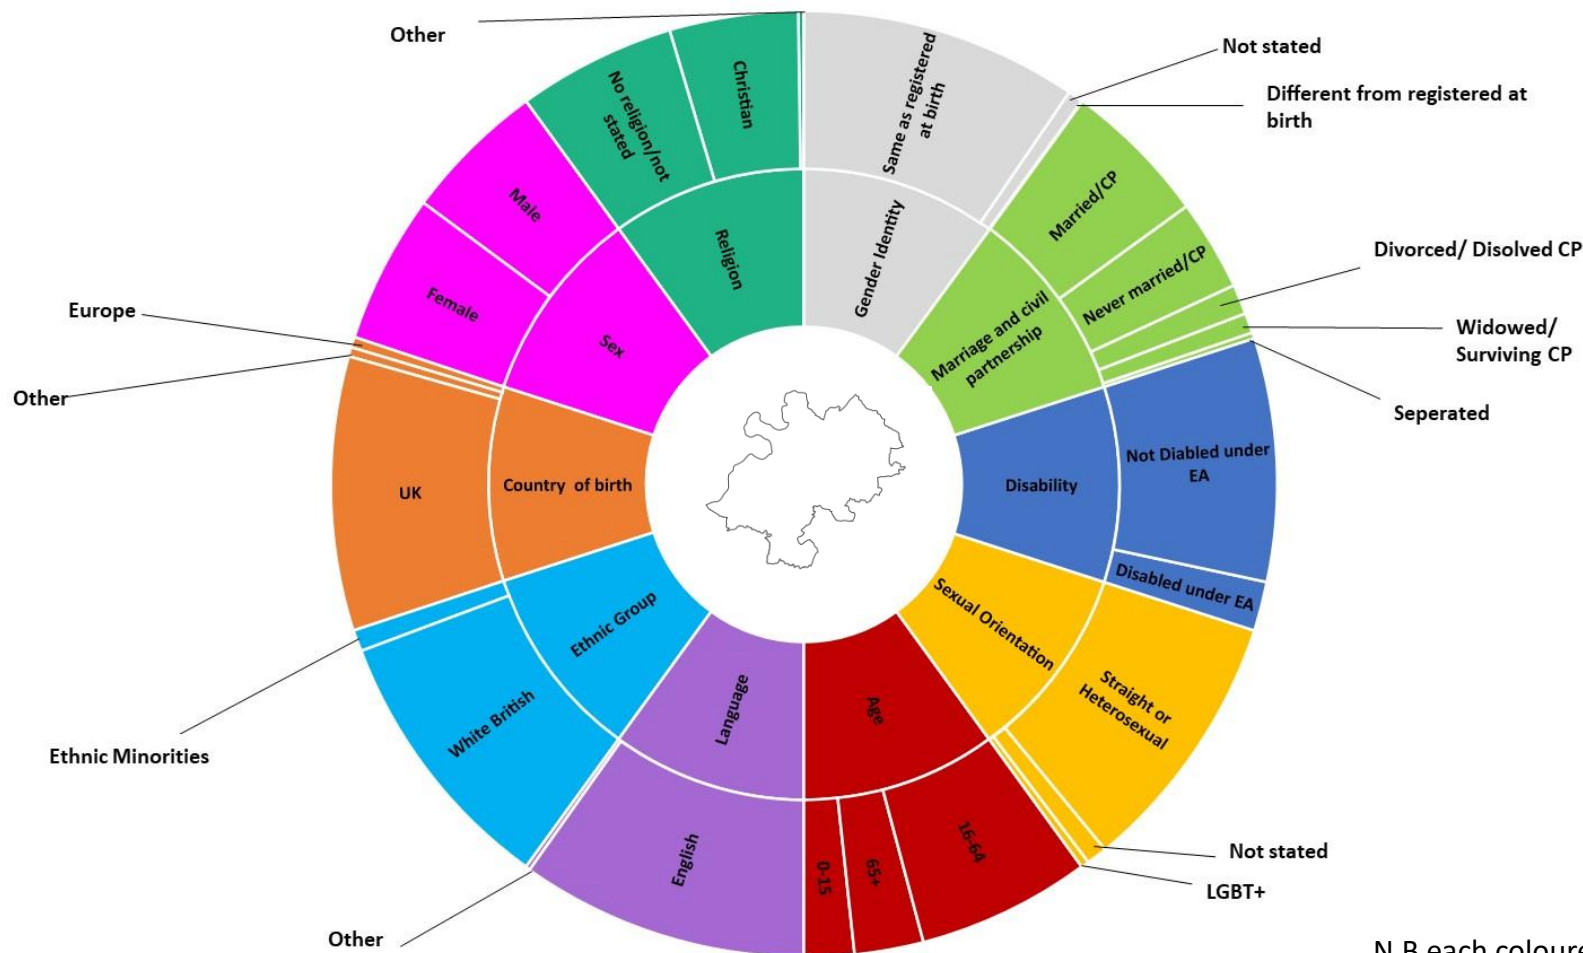 Other
Not stated
Different from registered at
birth
Same as registered
at birth
Gender Identity
Married/CP
Never married/CP
Divorced/ Disolved CP
Widowed/
Surviving CP
Seperated
Marriage and civil
partnership
Not Diabled under
EA
Disability
Disabled under EA
Sexual Orientation
Straight or
Heterosexual
Not stated
LGBT+
Age
16-64
65+
0-15
Language
English
Other
Ethnic Group
White British
Ethnic Minorities
Country of birth
UK
Other
Europe
Sex
Female
Male
Religion
No religion/not
stated
Christian
N.B each coloure